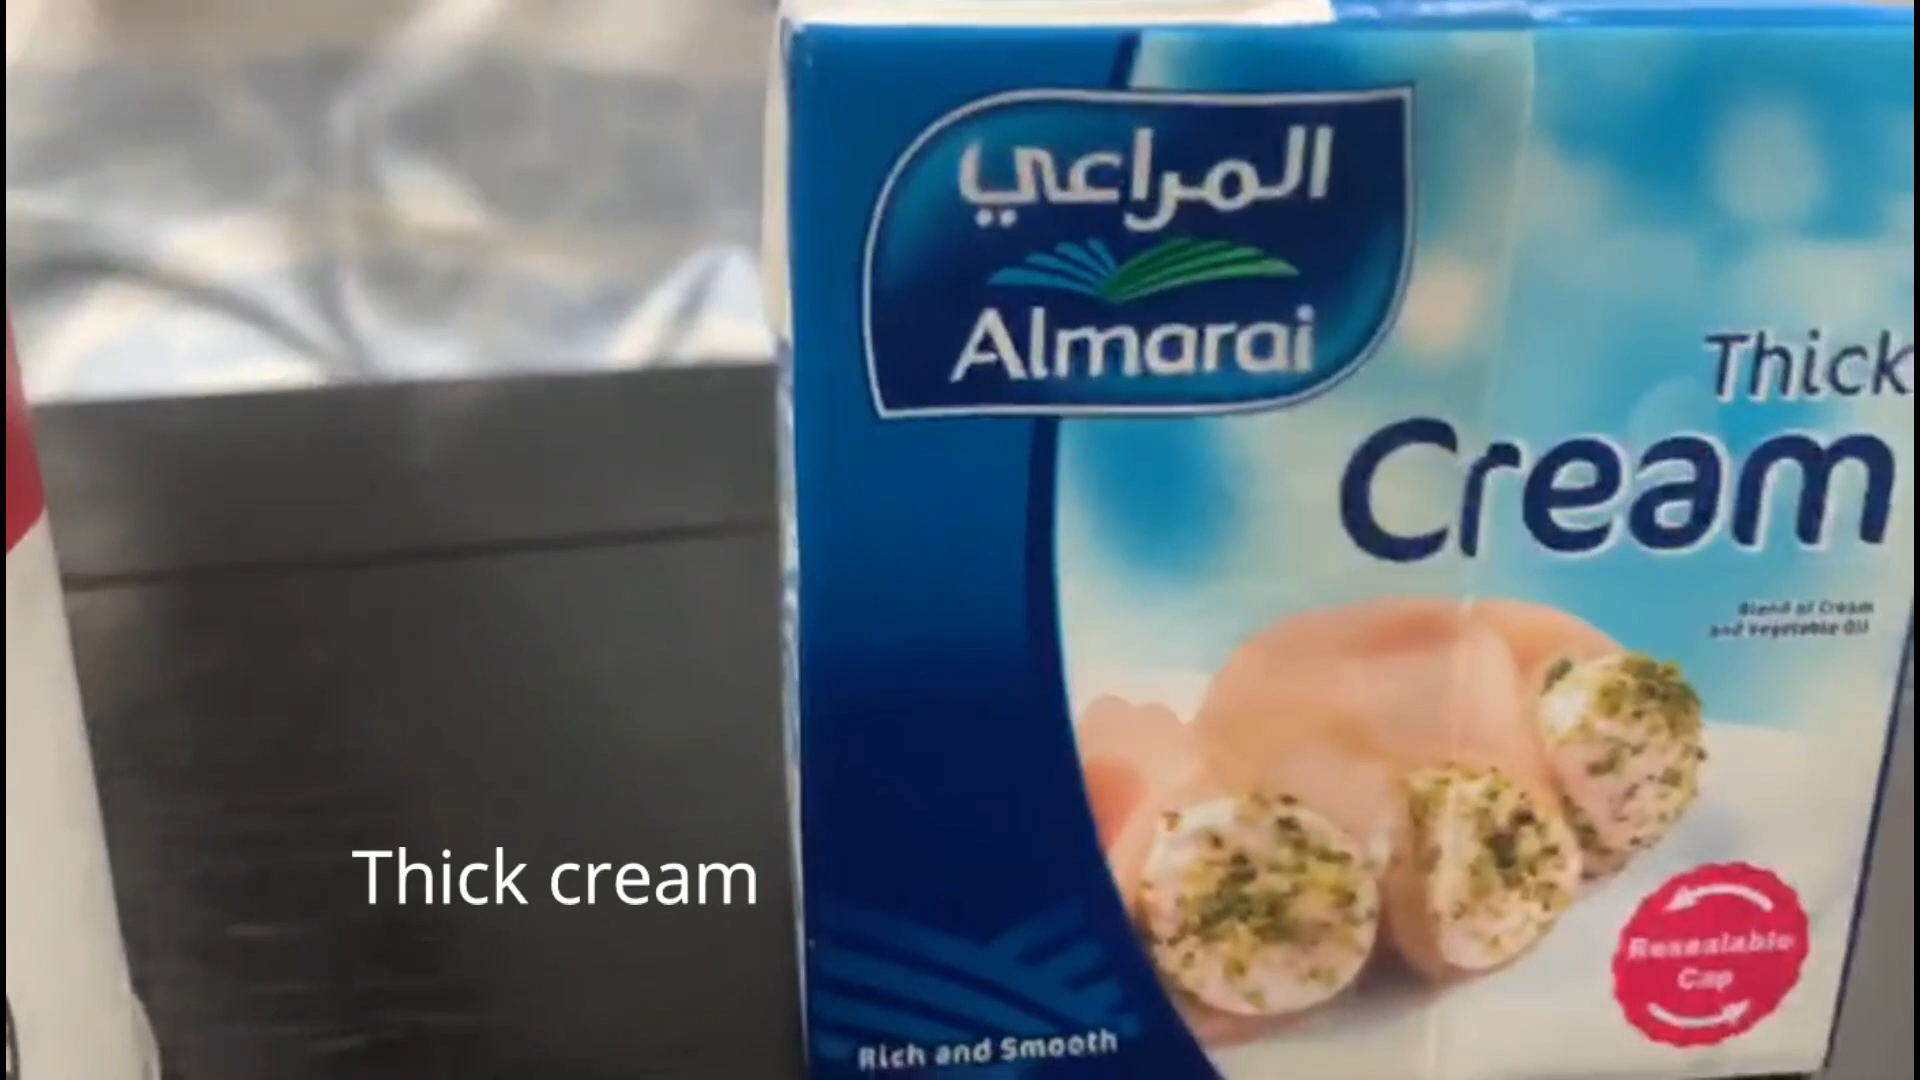 المراعي
Almarai
Thick
Cream
Blend of Cream
and Vegetable Oil
Thick cream
Resealable
Cap
Rich and Smooth